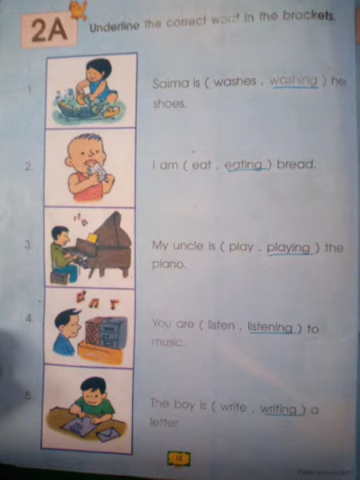 2A
Underline the correct word in the brackets.
1.
Saima is ( washes , washing ) her
shoes.
2.
I am ( eat , eating ) bread.
3.
My uncle is ( play , playing ) the
piano.
4.
You are ( listen , listening ) to
music.
5.
The boy is ( write , writing ) a
letter.